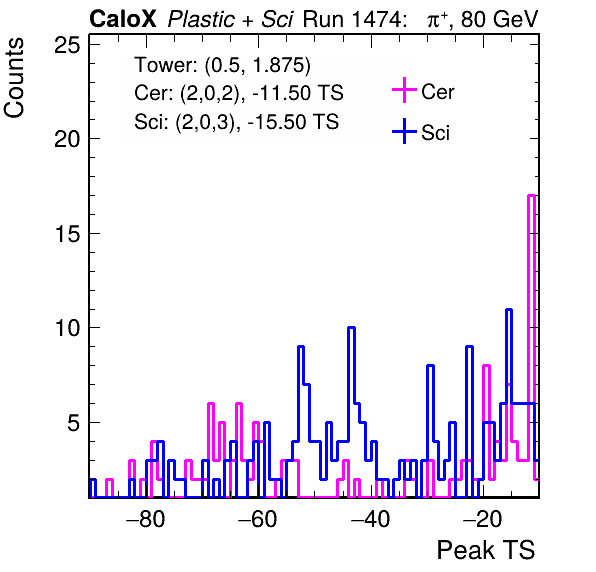 CaloX Plastic + Sci Run 1474: π⁺, 80 GeV
Counts
25
20
15
10
5
Tower: (0.5, 1.875)
Cer: (2,0,2), -11.50 TS
Sci: (2,0,3), -15.50 TS
Cer
Sci
−80 −60 −40 −20
Peak TS